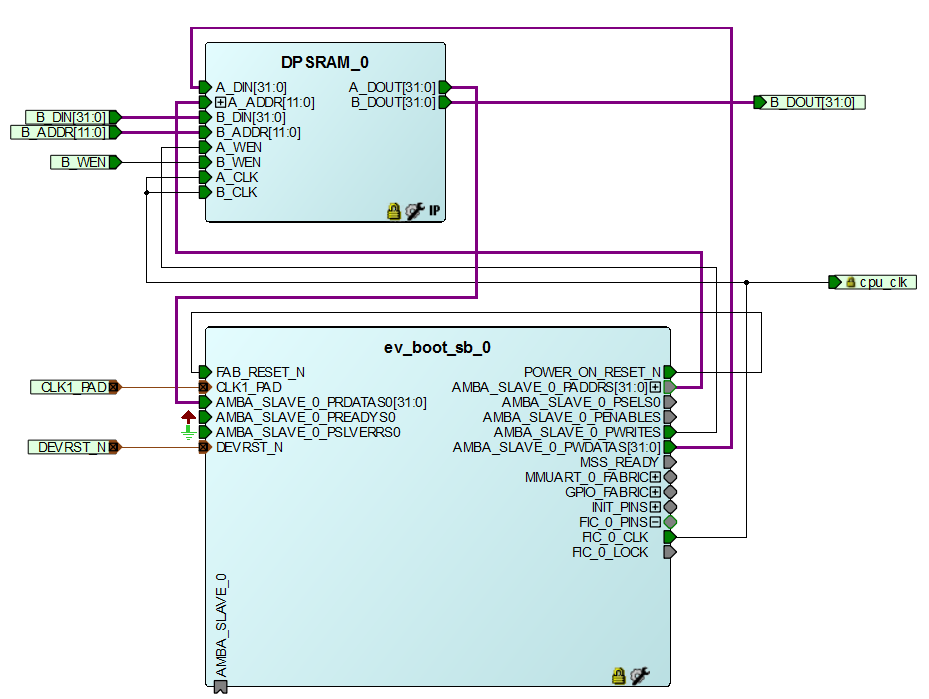 DPSRAM_0
A_DIN[31:0]
A_DOUT[31:0]
A_ADDR[11:0]
B_DOUT[31:0]
B_DOUT[31:0]
B_DIN[31:0]
B_DIN[31:0]
B_ADDR[11:0]
B_ADDR[11:0]
A_WEN
B_WEN
B_WEN
A_CLK
B_CLK
IP
cpu_clk
ev_boot_sb_0
FAB_RESET_N
POWER_ON_RESET_N
CLK1_PAD
CLK1_PAD
AMBA_SLAVE_0_PADDRS[31:0]
AMBA_SLAVE_0_PRDATAS0[31:0]
AMBA_SLAVE_0_PSELS0
AMBA_SLAVE_0_PREADYS0
AMBA_SLAVE_0_PENABLES
AMBA_SLAVE_0_PSLVERRS0
AMBA_SLAVE_0_PWRITES
DEVRST_N
DEVRST_N
AMBA_SLAVE_0_PWDATAS[31:0]
MSS_READY
MMUART_0_FABRIC
GPIO_FABRIC
INIT_PINS
FIC_0_PINS
FIC_0_CLK
FIC_0_LOCK
AMBA_SLAVE_0